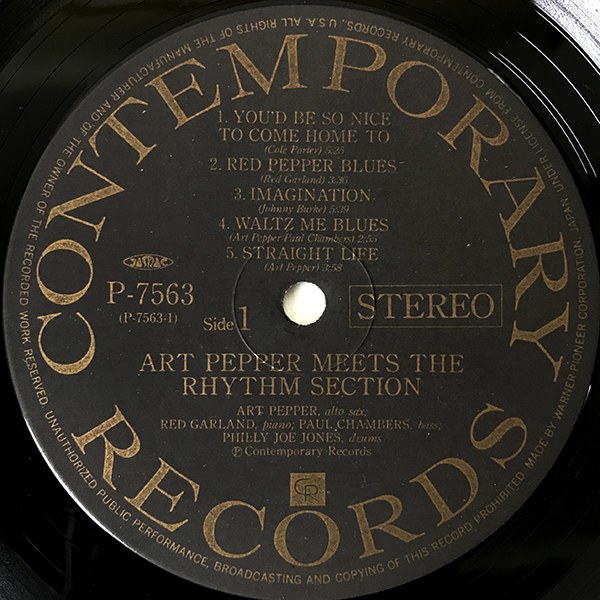 CONTEMPORARY
RECORDS
1. YOU'D BE SO NICE
TO COME HOME TO
(Cole Porter) 5:25
2. RED PEPPER BLUES
(Red Garland) 3:36
3. IMAGINATION
(Johnny Burke) 5:59
4. WALTZ ME BLUES
(Art Pepper-Paul Chambers) 2:55
5. STRAIGHT LIFE
(Art Pepper) 3:58
JASRAC
P-7563
(P-7563-1)
Side 1
STEREO
ART PEPPER MEETS THE
RHYTHM SECTION
ART PEPPER, alto sax;
RED GARLAND, piano; PAUL CHAMBERS, bass;
PHILLY JOE JONES, drums
Ⓟ Contemporary Records
CR
ALL RIGHTS OF THE MANUFACTURER AND OF THE OWNER OF THE RECORDED WORK RESERVED. UNAUTHORIZED PUBLIC PERFORMANCE, BROADCASTING AND COPYING OF THIS RECORD PROHIBITED. MADE BY WARNER-PIONEER CORPORATION, JAPAN UNDER LICENSE FROM CONTEMPORARY RECORDS, U.S.A.